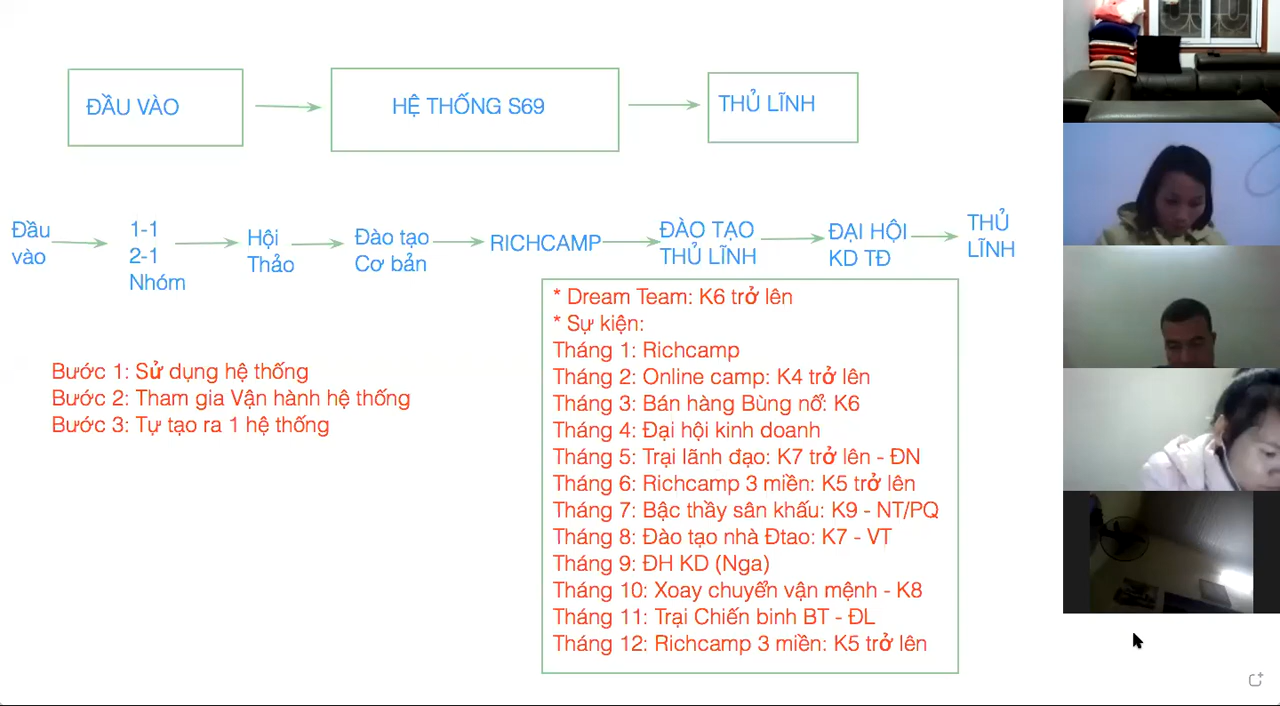 ĐẦU VÀO
HỆ THỐNG S69
THỦ LĨNH
Đầu vào
1-1
2-1
Nhóm
Hội Thảo
Đào tạo Cơ bản
RICHCAMP
ĐÀO TẠO THỦ LĨNH
ĐẠI HỘI KD TĐ
THỦ LĨNH
Bước 1: Sử dụng hệ thống
Bước 2: Tham gia Vận hành hệ thống
Bước 3: Tự tạo ra 1 hệ thống
* Dream Team: K6 trở lên
* Sự kiện:
Tháng 1: Richcamp
Tháng 2: Online camp: K4 trở lên
Tháng 3: Bán hàng Bùng nổ: K6
Tháng 4: Đại hội kinh doanh
Tháng 5: Trại lãnh đạo: K7 trở lên - ĐN
Tháng 6: Richcamp 3 miền: K5 trở lên
Tháng 7: Bậc thầy sân khấu: K9 - NT/PQ
Tháng 8: Đào tạo nhà Đtao: K7 - VT
Tháng 9: ĐH KD (Nga)
Tháng 10: Xoay chuyển vận mệnh - K8
Tháng 11: Trại Chiến binh BT - ĐL
Tháng 12: Richcamp 3 miền: K5 trở lên